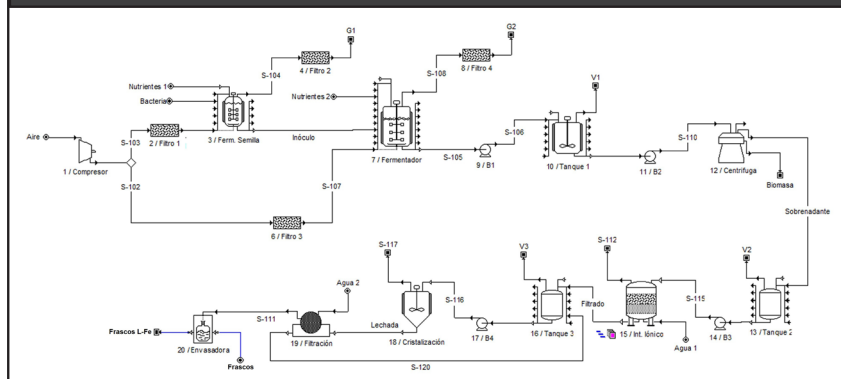 G1
G2
S-104
4 / Filtro 2
S-108
8 / Filtro 4
Nutrientes 1
Bacteria
Nutrientes 2
V1
Aire
S-103
2 / Filtro 1
3 / Ferm. Semilla
Inóculo
7 / Fermentador
S-105
S-106
9 / B1
10 / Tanque 1
S-110
11 / B2
12 / Centrífuga
Biomasa
1 / Compresor
S-102
S-107
6 / Filtro 3
Sobrenadante
S-117
V3
S-112
V2
Agua 2
S-116
Filtrado
S-115
S-111
Lechada
Frascos L-Fe
20 / Envasadora
19 / Filtración
18 / Cristalización
17 / B4
16 / Tanque 3
15 / Int. Iónico
14 / B3
13 / Tanque 2
Agua 1
Frascos
S-120